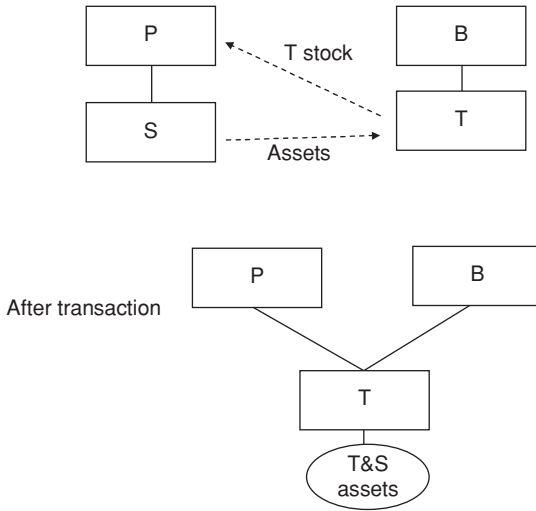 P
B
T stock
S
T
Assets
After transaction
P
B
T
T&S
assets